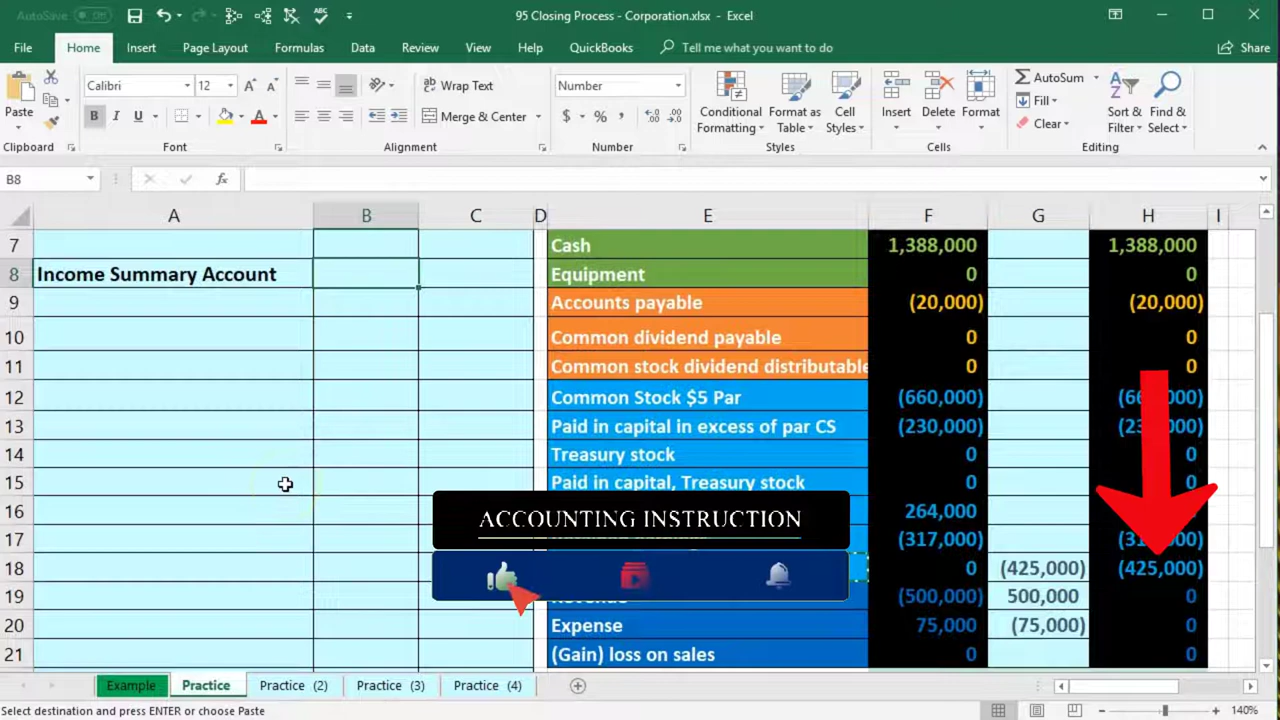 AutoSave Off 95 Closing Process - Corporation.xlsx - Excel
File Home Insert Page Layout Formulas Data Review View Help QuickBooks Tell me what you want to do Share
Paste Calibri 12 Wrap Text Number AutoSum
Merge & Center Conditional Formatting Format as Table Cell Styles Insert Delete Format Fill Clear Sort & Filter Find & Select
Clipboard Font Alignment Number Styles Cells Editing
B8 fx
A B C D E F G H I
7 Cash 1,388,000 1,388,000
8 Income Summary Account Equipment 0 0
9 Accounts payable (20,000) (20,000)
10 Common dividend payable 0 0
11 Common stock dividend distributable 0 0
12 Common Stock $5 Par (660,000)
13 Paid in capital in excess of par CS (230,000)
14 Treasury stock 0 0
15 Paid in capital, Treasury stock 0 0
16 264,000
17 (317,000)
18 0 (425,000) (425,000)
19 Revenue (500,000) 500,000 0
20 Expense 75,000 (75,000) 0
21 (Gain) loss on sales 0 0
ACCOUNTING INSTRUCTION
Example Practice Practice (2) Practice (3) Practice (4)
Select destination and press ENTER or choose Paste 140%